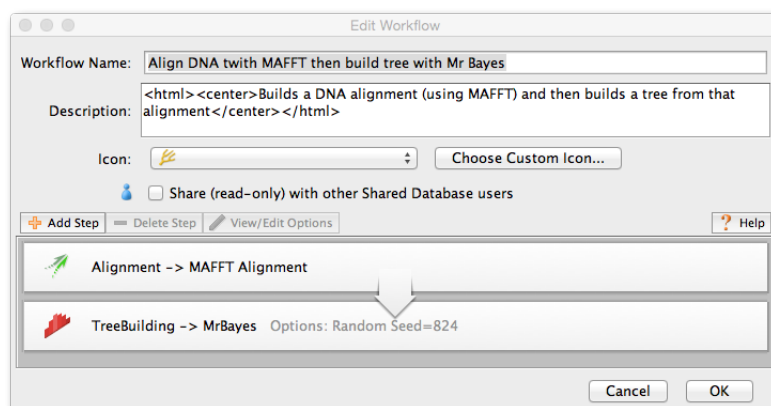 Edit Workflow
Workflow Name: Align DNA twith MAFFT then build tree with Mr Bayes
<html><center>Builds a DNA alignment (using MAFFT) and then builds a tree from that
Description: alignment</center></html>
Icon: Choose Custom Icon...
Share (read-only) with other Shared Database users
Add Step Delete Step View/Edit Options ? Help
Alignment -> MAFFT Alignment
TreeBuilding -> MrBayes Options: Random Seed=824
Cancel OK